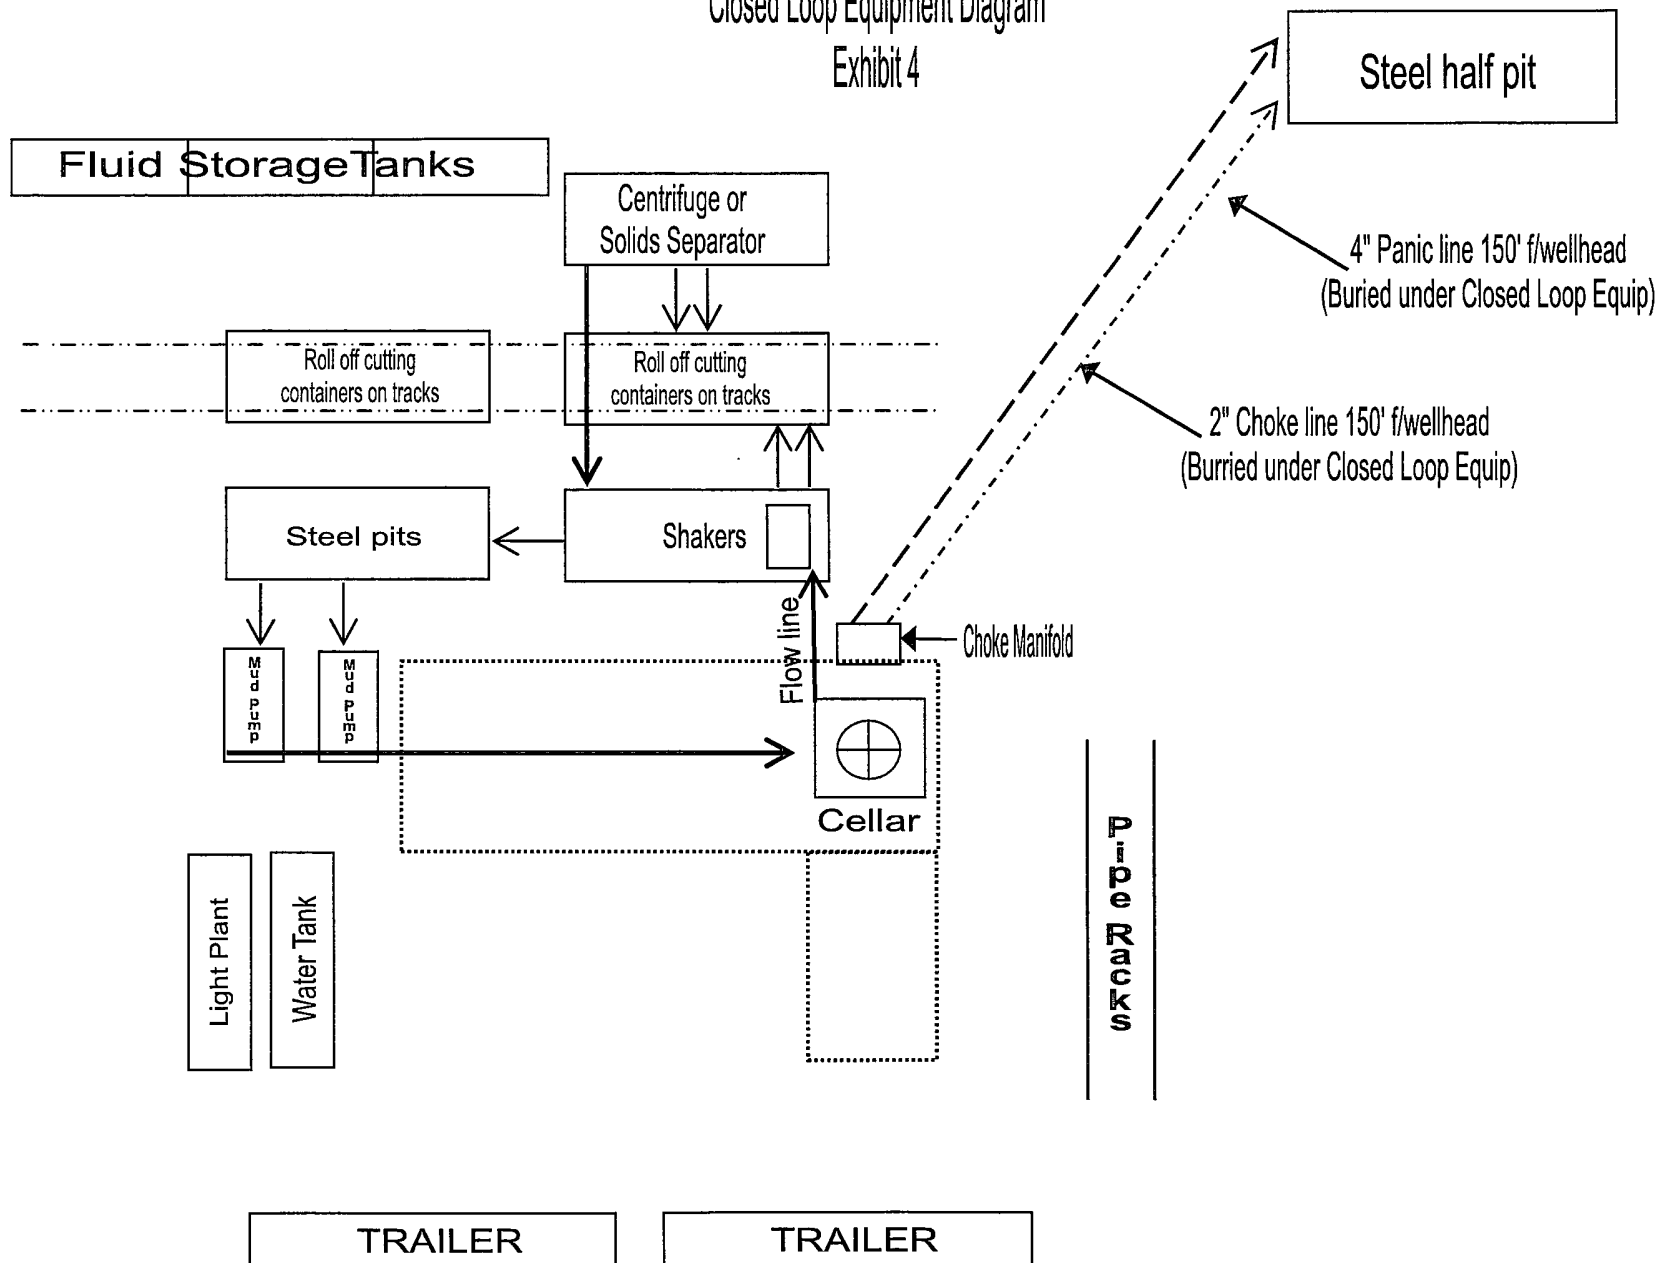 Closed Loop Equipment Diagram
Exhibit 4
Steel half pit
Fluid StorageTanks
Centrifuge or
Solids Separator
4" Panic line 150' f/wellhead
(Buried under Closed Loop Equip)
Roll off cutting
containers on tracks
Roll off cutting
containers on tracks
2" Choke line 150' f/wellhead
(Burried under Closed Loop Equip)
Steel pits
Shakers
Flow line
Choke Manifold
Mud Pump
Mud Pump
Cellar
Pipe Racks
Light Plant
Water Tank
TRAILER
TRAILER